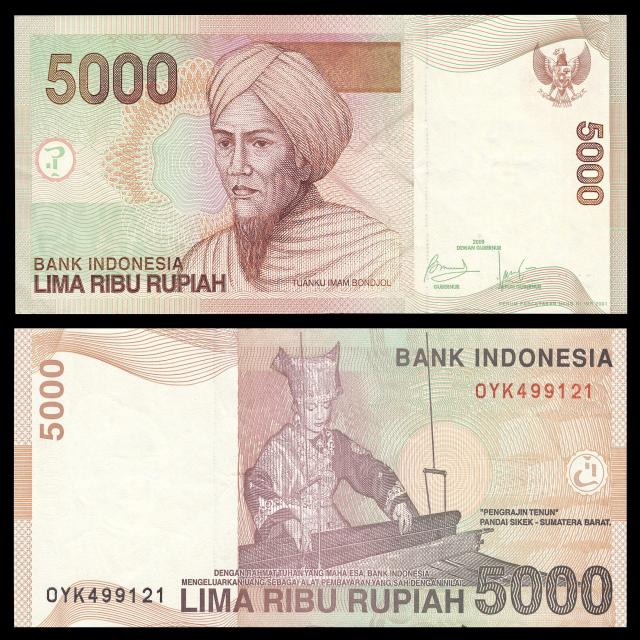 5000
5000
2009
DEWAN GUBERNUR
GUBERNUR
BANK INDONESIA
LIMA RIBU RUPIAH
TUANKU IMAM BONDJOL
5000
BANK INDONESIA
OYK499121
"PENGRAJIN TENUN"
PANDAI SIKEK - SUMATERA BARAT.
DENGAN RAHMAT TUHAN YANG MAHA ESA, BANK INDONESIA
MENGELUARKAN UANG SEBAGAI ALAT PEMBAYARAN YANG SAH DENGAN NILAI
OYK499121
LIMA RIBU RUPIAH 5000